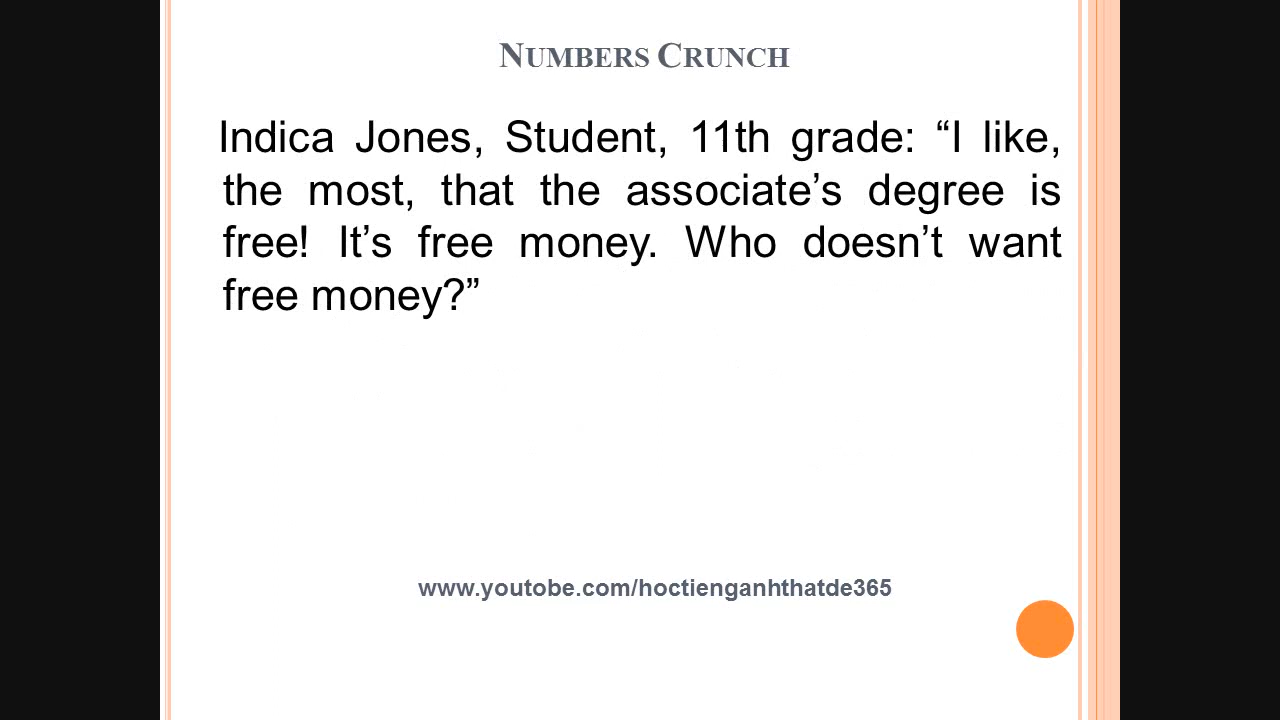 NUMBERS CRUNCH
Indica Jones, Student, 11th grade: “I like,
the most, that the associate’s degree is
free! It’s free money. Who doesn’t want
free money?”
www.youtobe.com/hoctienganhthatde365